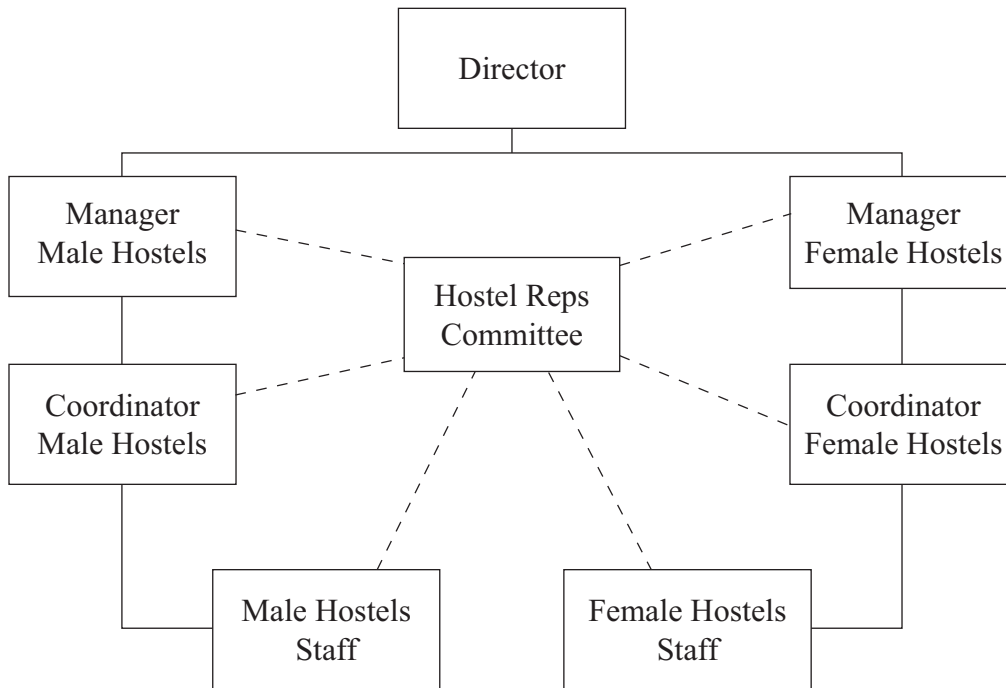 Director
Manager
Male Hostels
Manager
Female Hostels
Hostel Reps
Committee
Coordinator
Male Hostels
Coordinator
Female Hostels
Male Hostels
Staff
Female Hostels
Staff